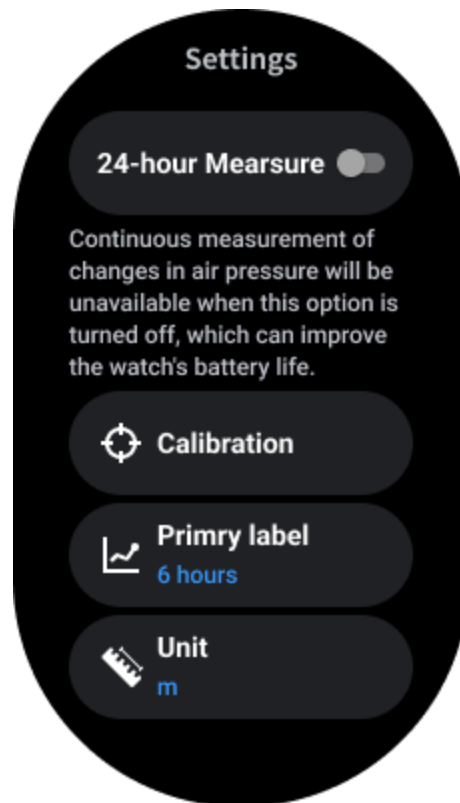 Settings
24-hour Mearsure
Continuous measurement of
changes in air pressure will be
unavailable when this option is
turned off, which can improve
the watch's battery life.
Calibration
Primry label
6 hours
Unit
m